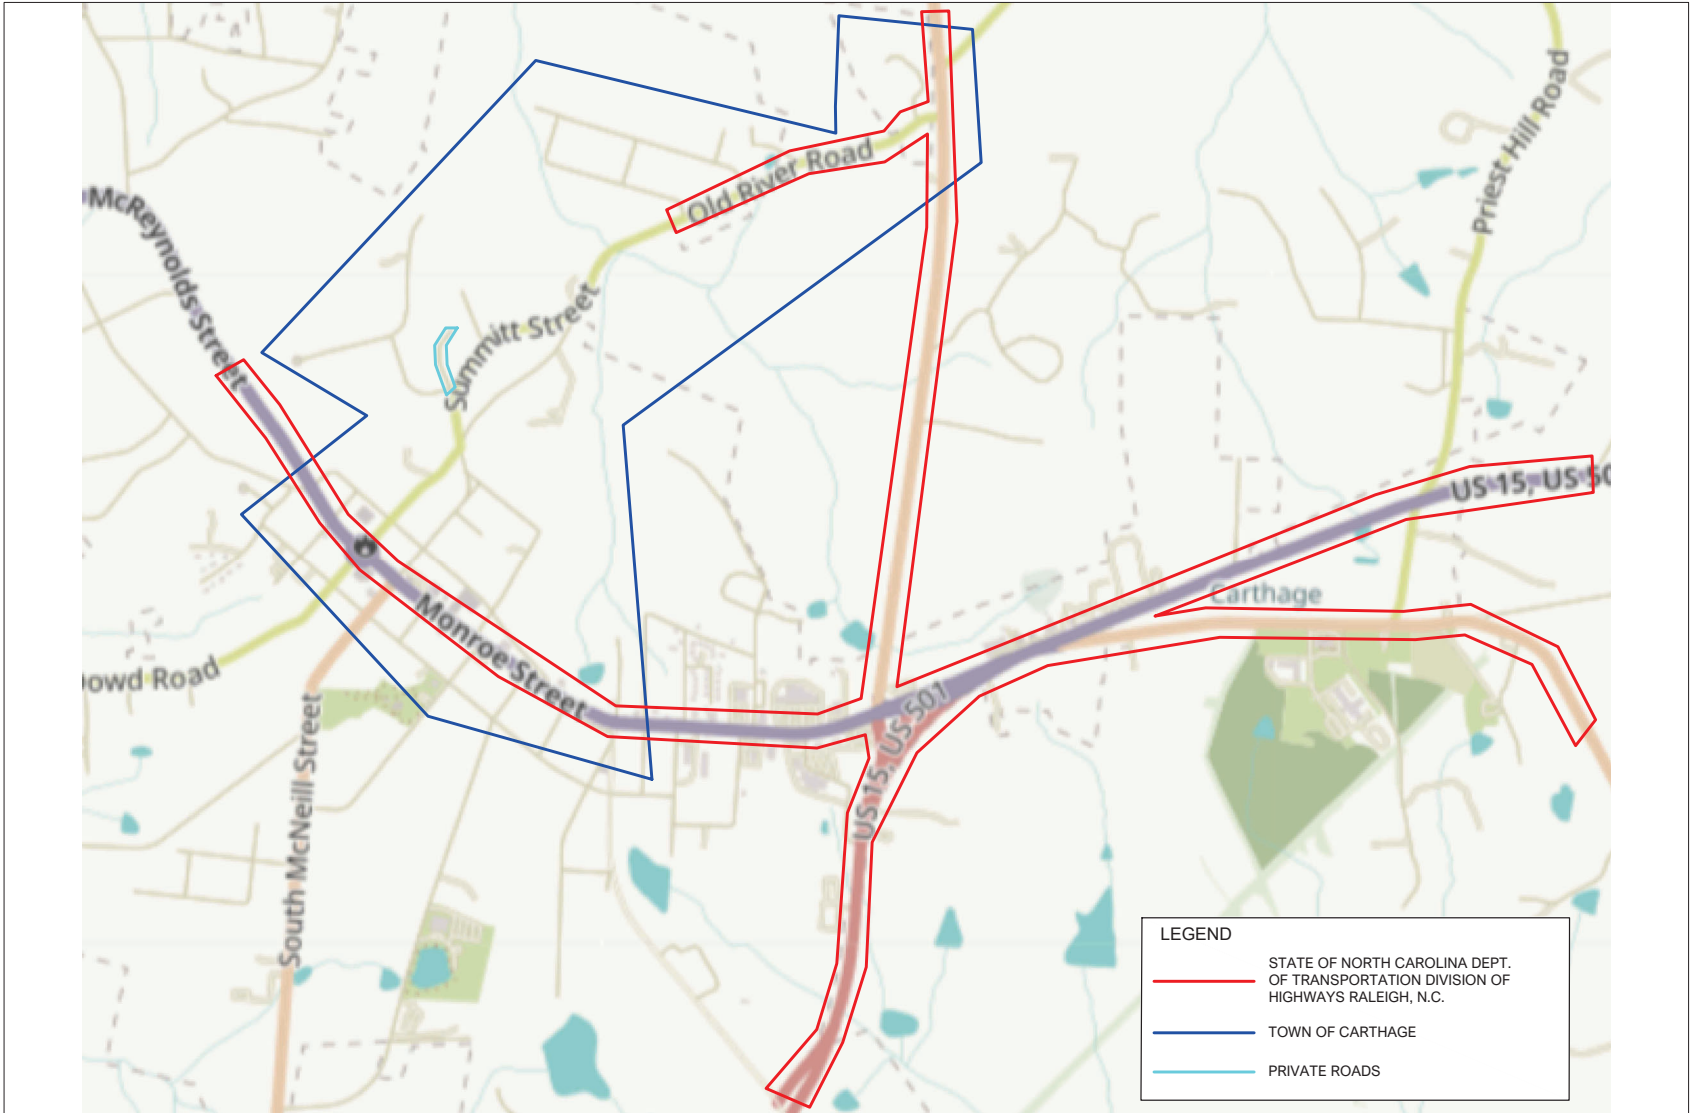 Priest Hill Road
McReynolds Street
Old River Road
Summitt Street
US 15, US 50
Carthage
Monroe Street
owd Road
US 15, US 501
South McNeill Street
LEGEND
STATE OF NORTH CAROLINA DEPT.
OF TRANSPORTATION DIVISION OF
HIGHWAYS RALEIGH, N.C.
TOWN OF CARTHAGE
PRIVATE ROADS